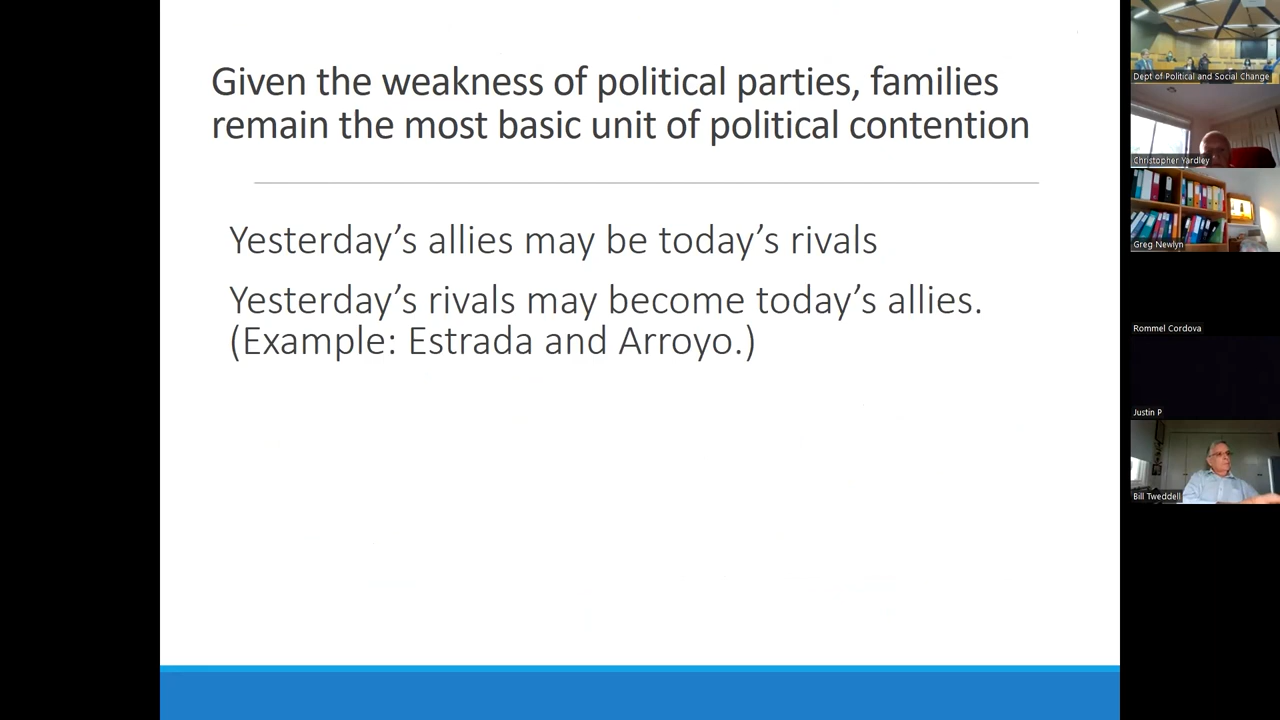 Given the weakness of political parties, families
remain the most basic unit of political contention
Yesterday’s allies may be today’s rivals
Yesterday’s rivals may become today’s allies.
(Example: Estrada and Arroyo.)
Dept of Political and Social Change
Christopher Yardley
Greg Newlyn
Rommel Cordova
Justin P
Bill Tweddell